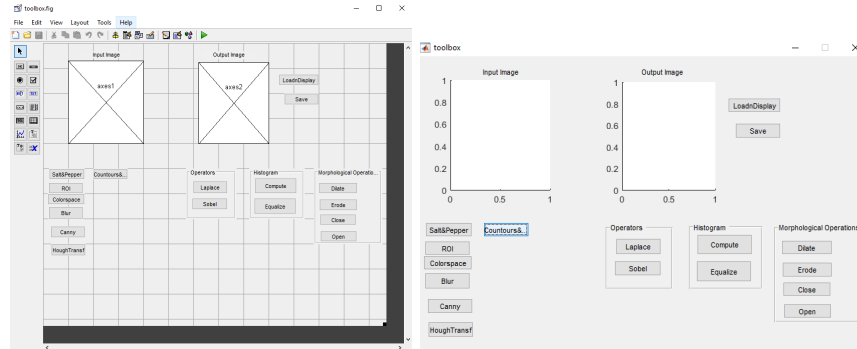 toolbox.fig
File Edit View Layout Tools Help
Input Image
Output Image
axes1
axes2
LoadnDisplay
Save
Salt&Pepper
Countours&...
ROI
Colorspace
Blur
Canny
HoughTransf
Operators
Laplace
Sobel
Histogram
Compute
Equalize
Morphological Operatio...
Dilate
Erode
Close
Open
toolbox
Input Image
Output Image
1
0.8
0.6
0.4
0.2
0
0 0.5 1
1
0.8
0.6
0.4
0.2
0
0 0.5 1
LoadnDisplay
Save
Salt&Pepper
Countours&...
ROI
Colorspace
Blur
Canny
HoughTransf
Operators
Laplace
Sobel
Histogram
Compute
Equalize
Morphological Operations
Dilate
Erode
Close
Open